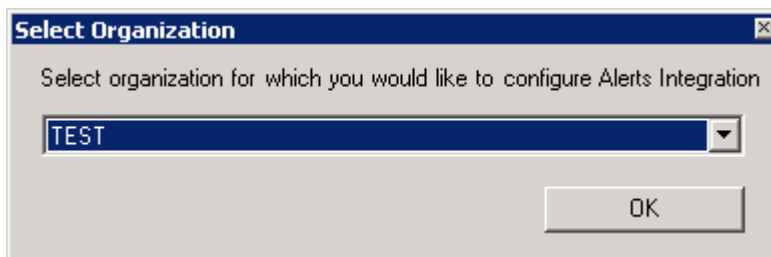 Select Organization
Select organization for which you would like to configure Alerts Integration
TEST
OK